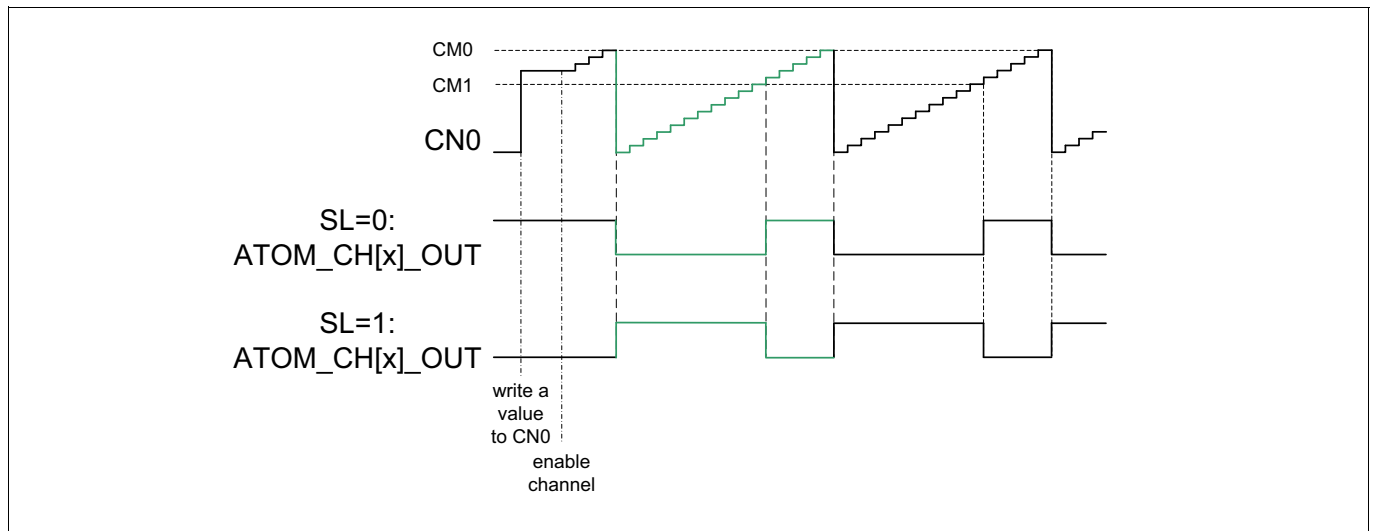 CM0
CM1
CN0
SL=0:
ATOM_CH[x]_OUT
SL=1:
ATOM_CH[x]_OUT
write a
value
to CN0
enable
channel